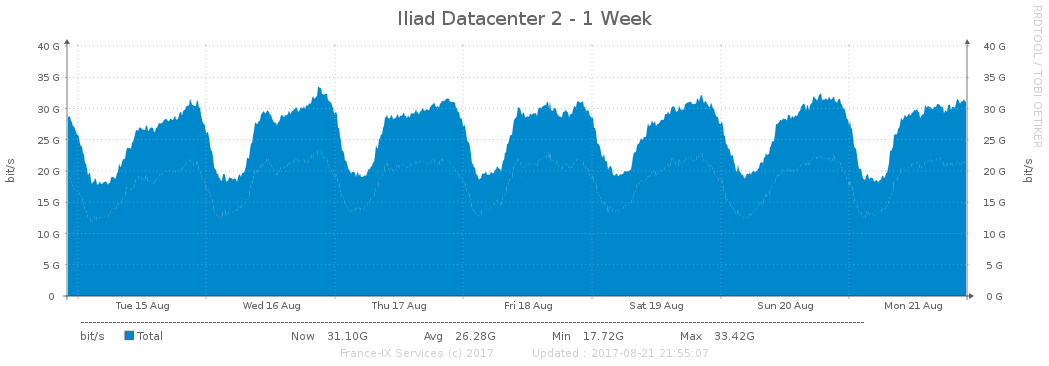 Iliad Datacenter 2 - 1 Week
RRDTOOL / TOBI OETIKER
40 G 40 G
35 G 35 G
30 G 30 G
25 G 25 G
20 G 20 G
15 G 15 G
10 G 10 G
5 G 5 G
0 0 G
bit/s bit/s
Tue 15 Aug Wed 16 Aug Thu 17 Aug Fri 18 Aug Sat 19 Aug Sun 20 Aug Mon 21 Aug
bit/s Total Now 31.10G Avg 26.28G Min 17.72G Max 33.42G
France-IX Services (c) 2017 Updated : 2017-08-21 21:55:07